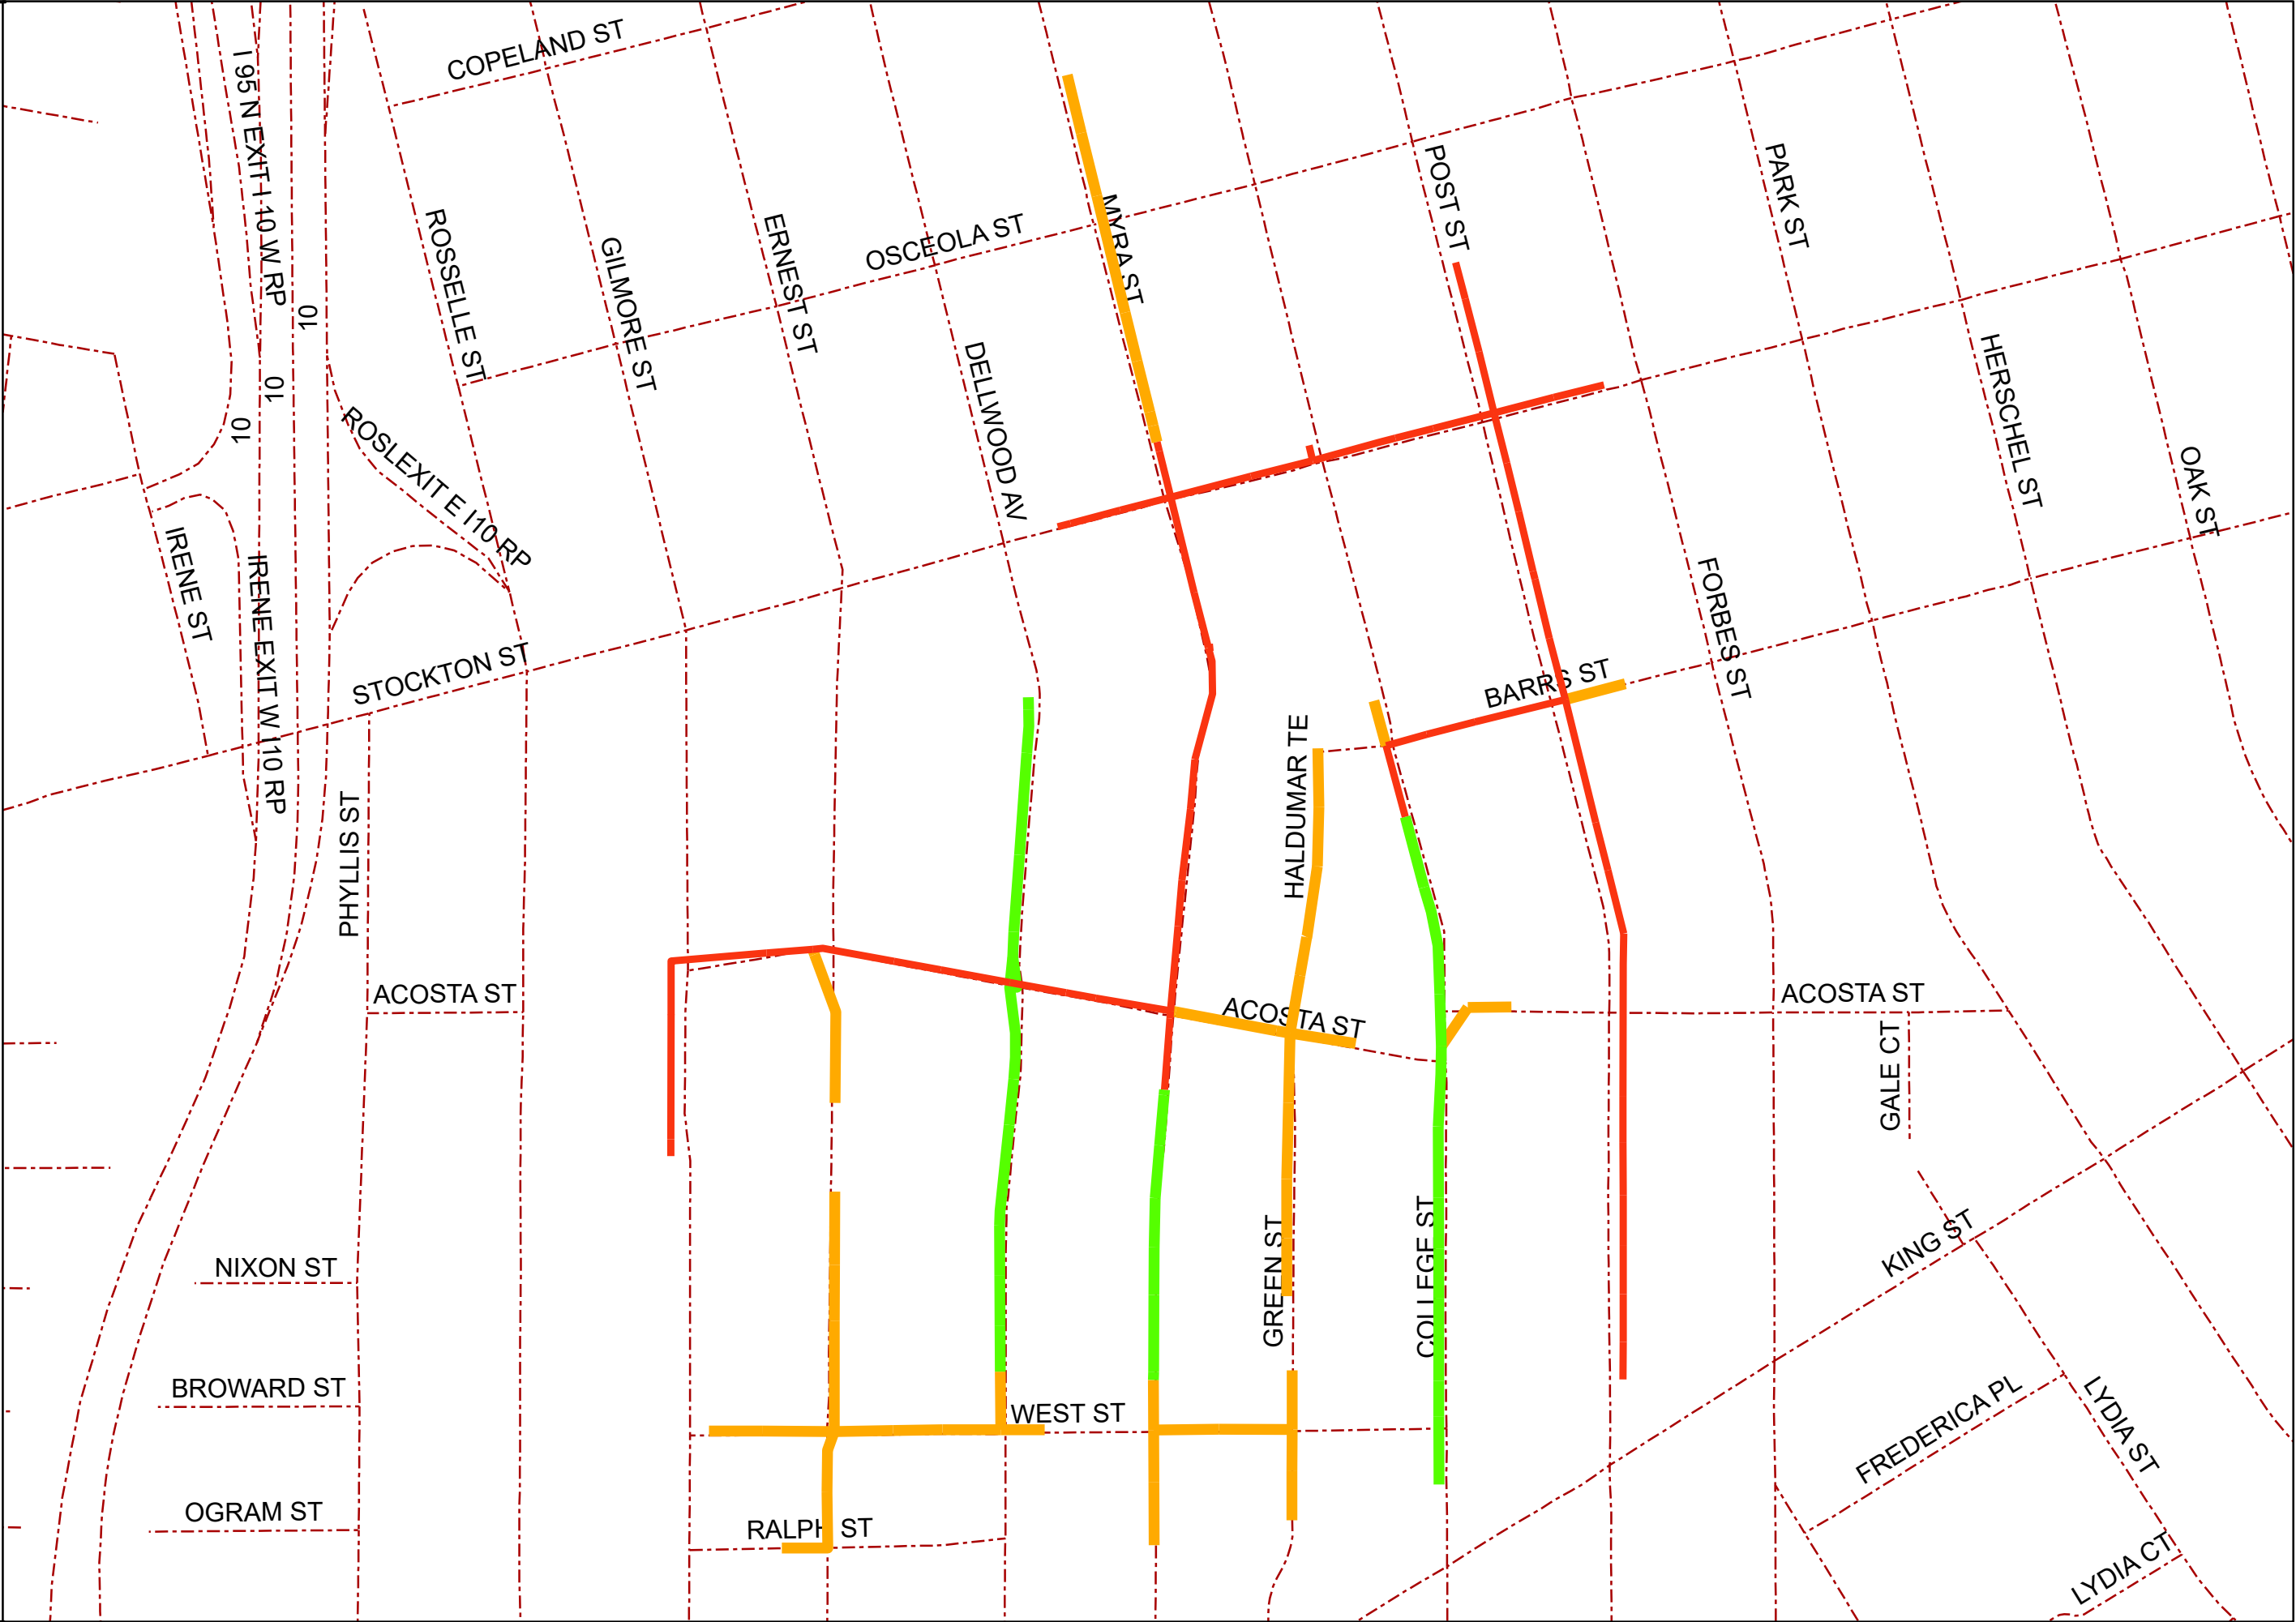 COPELAND ST
I 95 N EXIT I 10 W RP
POST ST
PARK ST
MYRA ST
ROSSELLE ST
GILMORE ST
ERNEST ST
OSCEOLA ST
10
DELLWOOD AV
HERSCHEL ST
10
10
ROSLEXIT E I10 RP
OAK ST
IRENE ST
IRENE EXIT W I10 RP
FORBES ST
STOCKTON ST
BARRS ST
HALDUMAR TE
PHYLLIS ST
ACOSTA ST
ACOSTA ST
ACOSTA ST
GALE CT
NIXON ST
GREEN ST
COLLEGE ST
KING ST
BROWARD ST
WEST ST
FREDERICA PL
LYDIA ST
OGRAM ST
RALPH ST
LYDIA CT